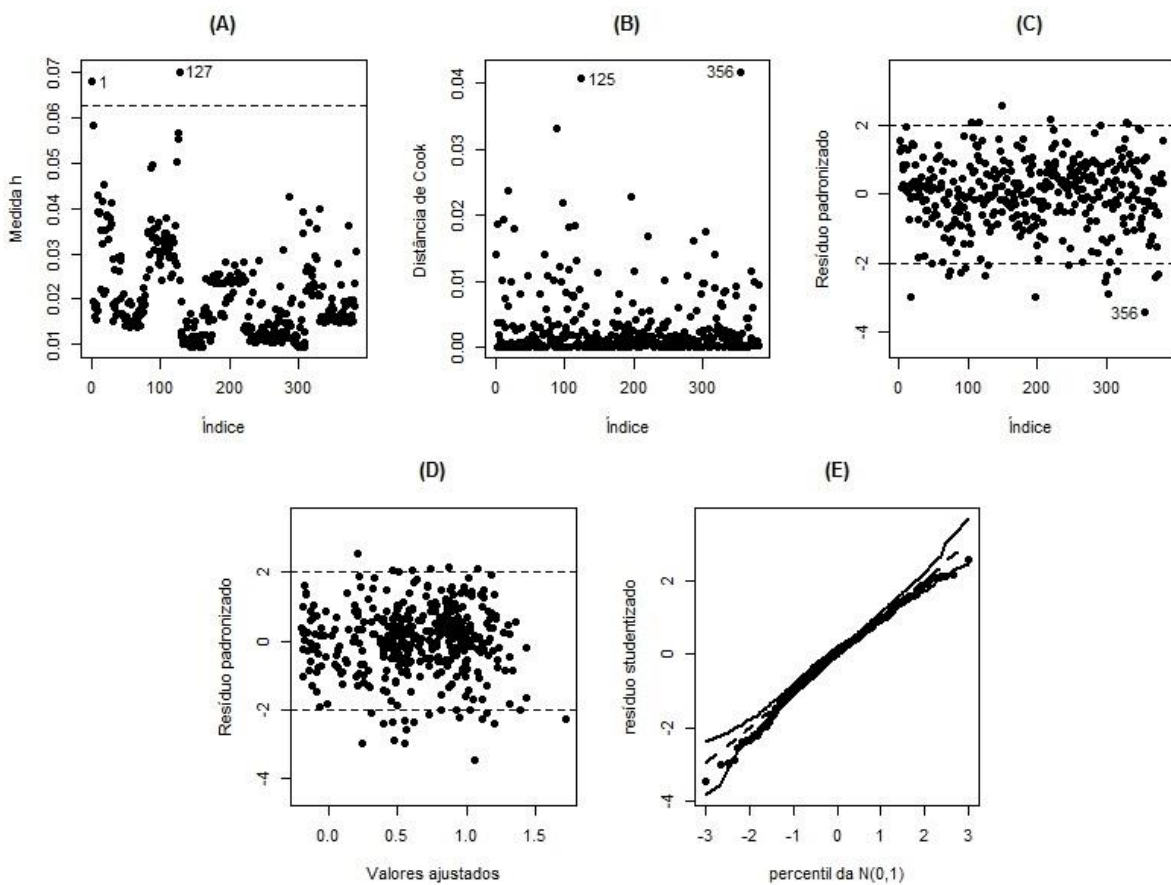 (A)
Medida h
0.01 0.02 0.03 0.04 0.05 0.06 0.07
1
127
0 100 200 300
Índice
(B)
Distância de Cook
0.00 0.01 0.02 0.03 0.04
125
356
0 100 200 300
Índice
(C)
Resíduo padronizado
-4 -2 0 2
356
0 100 200 300
Índice
(D)
Resíduo padronizado
-4 -2 0 2
0.0 0.5 1.0 1.5
Valores ajustados
(E)
resíduo studentizado
-4 -2 0 2
-3 -2 -1 0 1 2 3
percentil da N(0,1)